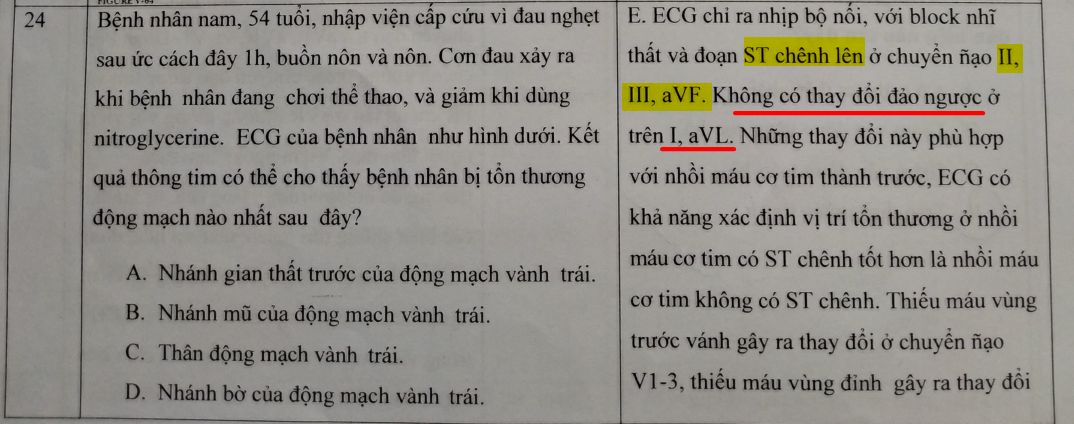 24
Bệnh nhân nam, 54 tuổi, nhập viện cấp cứu vì đau nghẹt
sau ức cách đây 1h, buồn nôn và nôn. Cơn đau xảy ra
khi bệnh nhân đang chơi thể thao, và giảm khi dùng
nitroglycerine. ECG của bệnh nhân như hình dưới. Kết
quả thông tim có thể cho thấy bệnh nhân bị tổn thương
động mạch nào nhất sau đây?
A. Nhánh gian thất trước của động mạch vành trái.
B. Nhánh mũ của động mạch vành trái.
C. Thân động mạch vành trái.
D. Nhánh bờ của động mạch vành trái.
E. ECG chỉ ra nhịp bộ nối, với block nhĩ
thất và đoạn ST chênh lên ở chuyển ñạo II,
III, aVF. Không có thay đổi đảo ngược ở
trên I, aVL. Những thay đổi này phù hợp
với nhồi máu cơ tim thành trước, ECG có
khả năng xác định vị trí tổn thương ở nhồi
máu cơ tim có ST chênh tốt hơn là nhồi máu
cơ tim không có ST chênh. Thiếu máu vùng
trước vánh gây ra thay đổi ở chuyển ñạo
V1-3, thiếu máu vùng đỉnh gây ra thay đổi